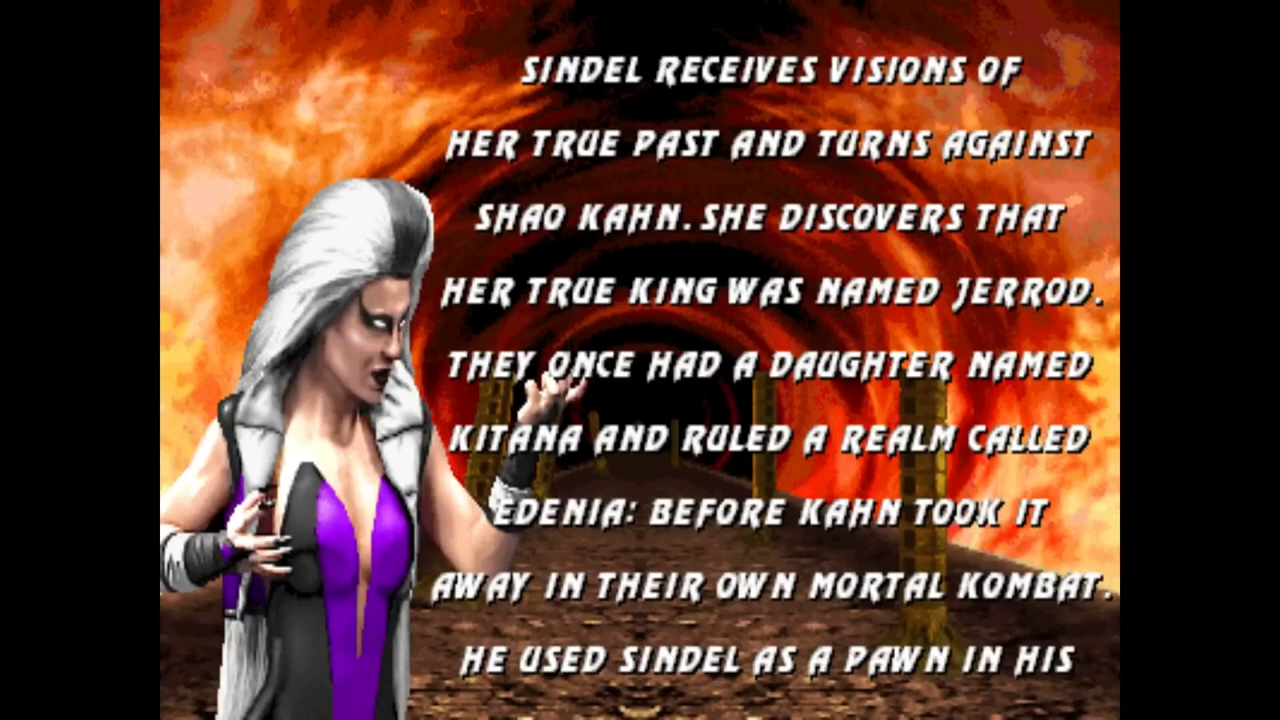 SINDEL RECEIVES VISIONS OF
HER TRUE PAST AND TURNS AGAINST
SHAO KAHN. SHE DISCOVERS THAT
HER TRUE KING WAS NAMED JERROD.
THEY ONCE HAD A DAUGHTER NAMED
KITANA AND RULED A REALM CALLED
EDENIA: BEFORE KAHN TOOK IT
AWAY IN THEIR OWN MORTAL KOMBAT.
HE USED SINDEL AS A PAWN IN HIS